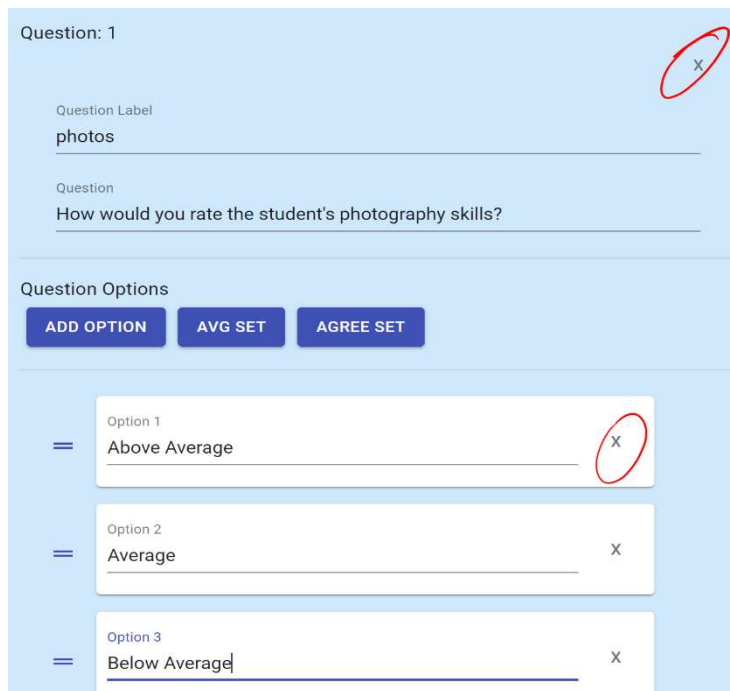 Question: 1
X
Question Label
photos
Question
How would you rate the student's photography skills?
Question Options
ADD OPTION AVG SET AGREE SET
Option 1
Above Average X
Option 2
Average X
Option 3
Below Average X